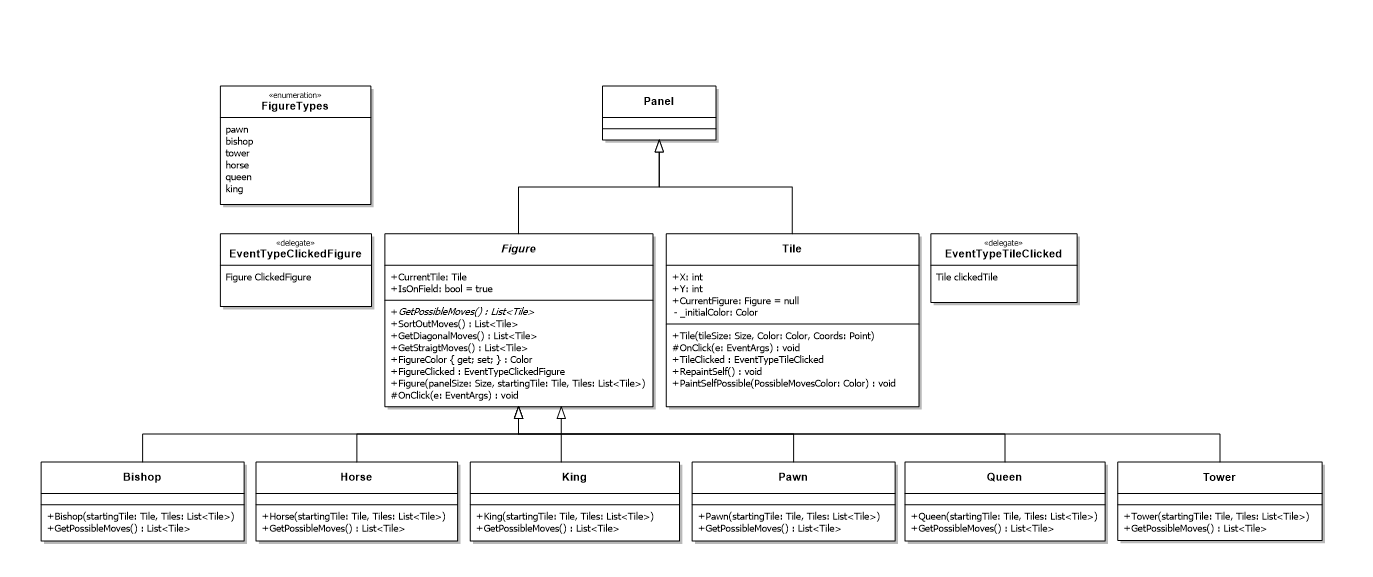 «enumeration»
FigureTypes
pawn
bishop
tower
horse
queen
king
Panel
«delegate»
EventTypeClickedFigure
Figure ClickedFigure
Figure
+CurrentTile: Tile
+IsOnField: bool = true
+GetPossibleMoves() : List<Tile>
+SortOutMoves() : List<Tile>
+GetDiagonalMoves() : List<Tile>
+GetStraigtMoves() : List<Tile>
+FigureColor { get; set; } : Color
+FigureClicked : EventTypeClickedFigure
+Figure(panelSize: Size, startingTile: Tile, Tiles: List<Tile>)
#OnClick(e: EventArgs) : void
Tile
+X: int
+Y: int
+CurrentFigure: Figure = null
-_initialColor: Color
+Tile(tileSize: Size, Color: Color, Coords: Point)
#OnClick(e: EventArgs) : void
+TileClicked : EventTypeTileClicked
+RepaintSelf() : void
+PaintSelfPossible(PossibleMovesColor: Color) : void
«delegate»
EventTypeTileClicked
Tile clickedTile
Bishop
+Bishop(startingTile: Tile, Tiles: List<Tile>)
+GetPossibleMoves() : List<Tile>
Horse
+Horse(startingTile: Tile, Tiles: List<Tile>)
+GetPossibleMoves() : List<Tile>
King
+King(startingTile: Tile, Tiles: List<Tile>)
+GetPossibleMoves() : List<Tile>
Pawn
+Pawn(startingTile: Tile, Tiles: List<Tile>)
+GetPossibleMoves() : List<Tile>
Queen
+Queen(startingTile: Tile, Tiles: List<Tile>)
+GetPossibleMoves() : List<Tile>
Tower
+Tower(startingTile: Tile, Tiles: List<Tile>)
+GetPossibleMoves() : List<Tile>